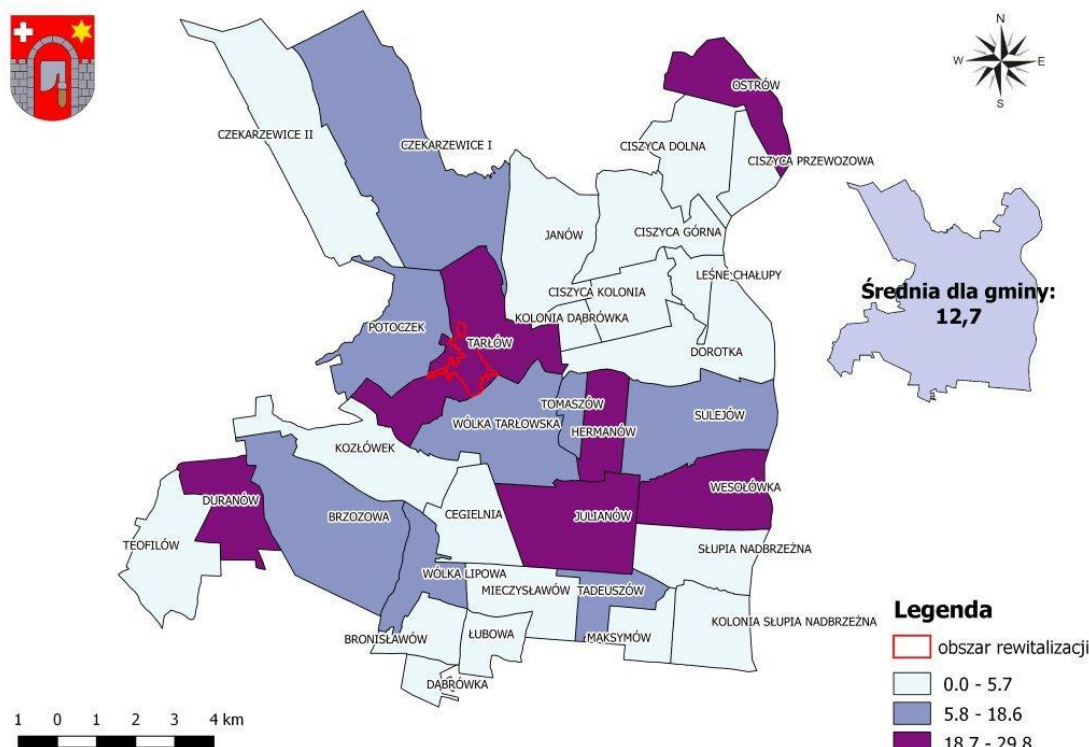 N
W E
S
OSTRÓW
CZEKARZEWICE II
CZEKARZEWICE I
CISZYCA DOLNA
CISZYCA PRZEWOZOWA
JANÓW
CISZYCA GÓRNA
LEŚNE CHAŁUPY
CISZYCA KOLONIA
Średnia dla gminy:
12,7
KOLONIA DĄBRÓWKA
POTOCZEK
TARŁÓW
DOROTKA
TOMASZÓW
SULEJÓW
WÓLKA TARŁOWSKA
HERMANÓW
KOZŁÓWEK
WESOŁÓWKA
DURANÓW
BRZOZOWA
CEGIELNIA
JULIANÓW
TEOFILÓW
SŁUPIA NADBRZEŻNA
WÓLKA LIPOWA
MIECZYSŁAWÓW
TADEUSZÓW
KOLONIA SŁUPIA NADBRZEŻNA
BRONISŁAWÓW
ŁUBOWA
MAKSYMÓW
DĄBRÓWKA
Legenda
obszar rewitalizacji
0.0 - 5.7
5.8 - 18.6
18.7 - 29.8
1 0 1 2 3 4 km